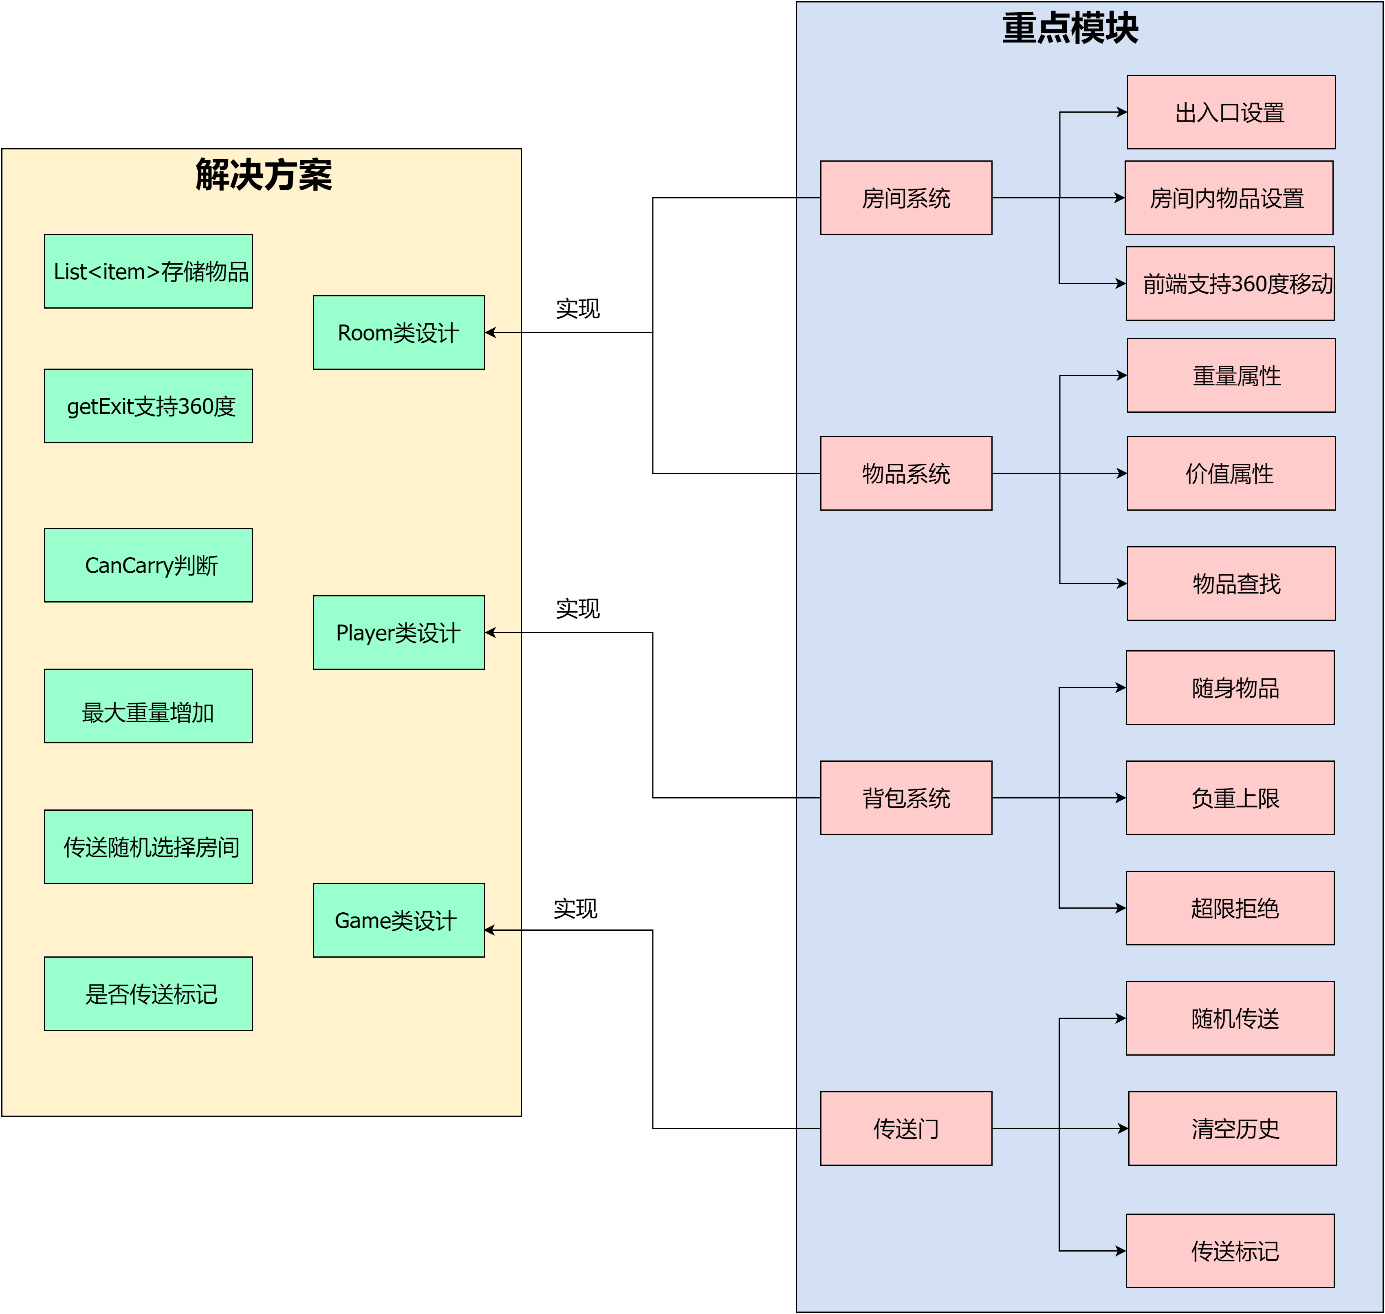 重点模块
出入口设置
解决方案
房间系统
房间内物品设置
List<item>存储物品
前端支持360度移动
实现
Room类设计
重量属性
getExit支持360度
物品系统
价值属性
CanCarry判断
物品查找
实现
Player类设计
随身物品
最大重量增加
背包系统
负重上限
传送随机选择房间
实现
Game类设计
超限拒绝
是否传送标记
随机传送
传送门
清空历史
传送标记